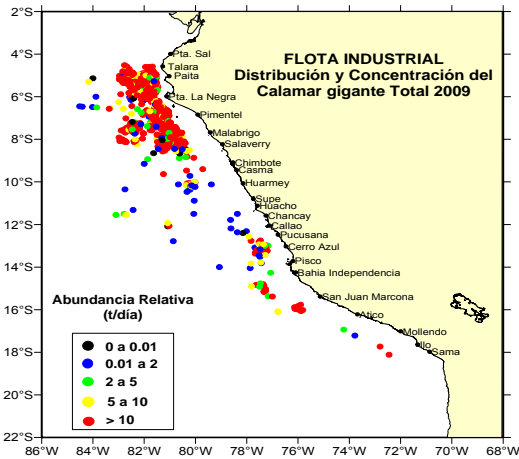 2°S
4°S
6°S
8°S
10°S
12°S
14°S
16°S
18°S
20°S
22°S
FLOTA INDUSTRIAL
Distribución y Concentración del
Calamar gigante Total 2009
Pta. Sal
Talara
Paita
Pta. La Negra
Pimentel
Malabrigo
Salaverry
Chimbote
Casma
Huarmey
Supe
Huacho
Chancay
Callao
Pucusana
Cerro Azul
Pisco
Bahia Independencia
San Juan Marcona
Atico
Mollendo
Ilo
Sama
Abundancia Relativa
(t/día)
0 a 0.01
0.01 a 2
2 a 5
5 a 10
> 10
86°W 84°W 82°W 80°W 78°W 76°W 74°W 72°W 70°W 68°W